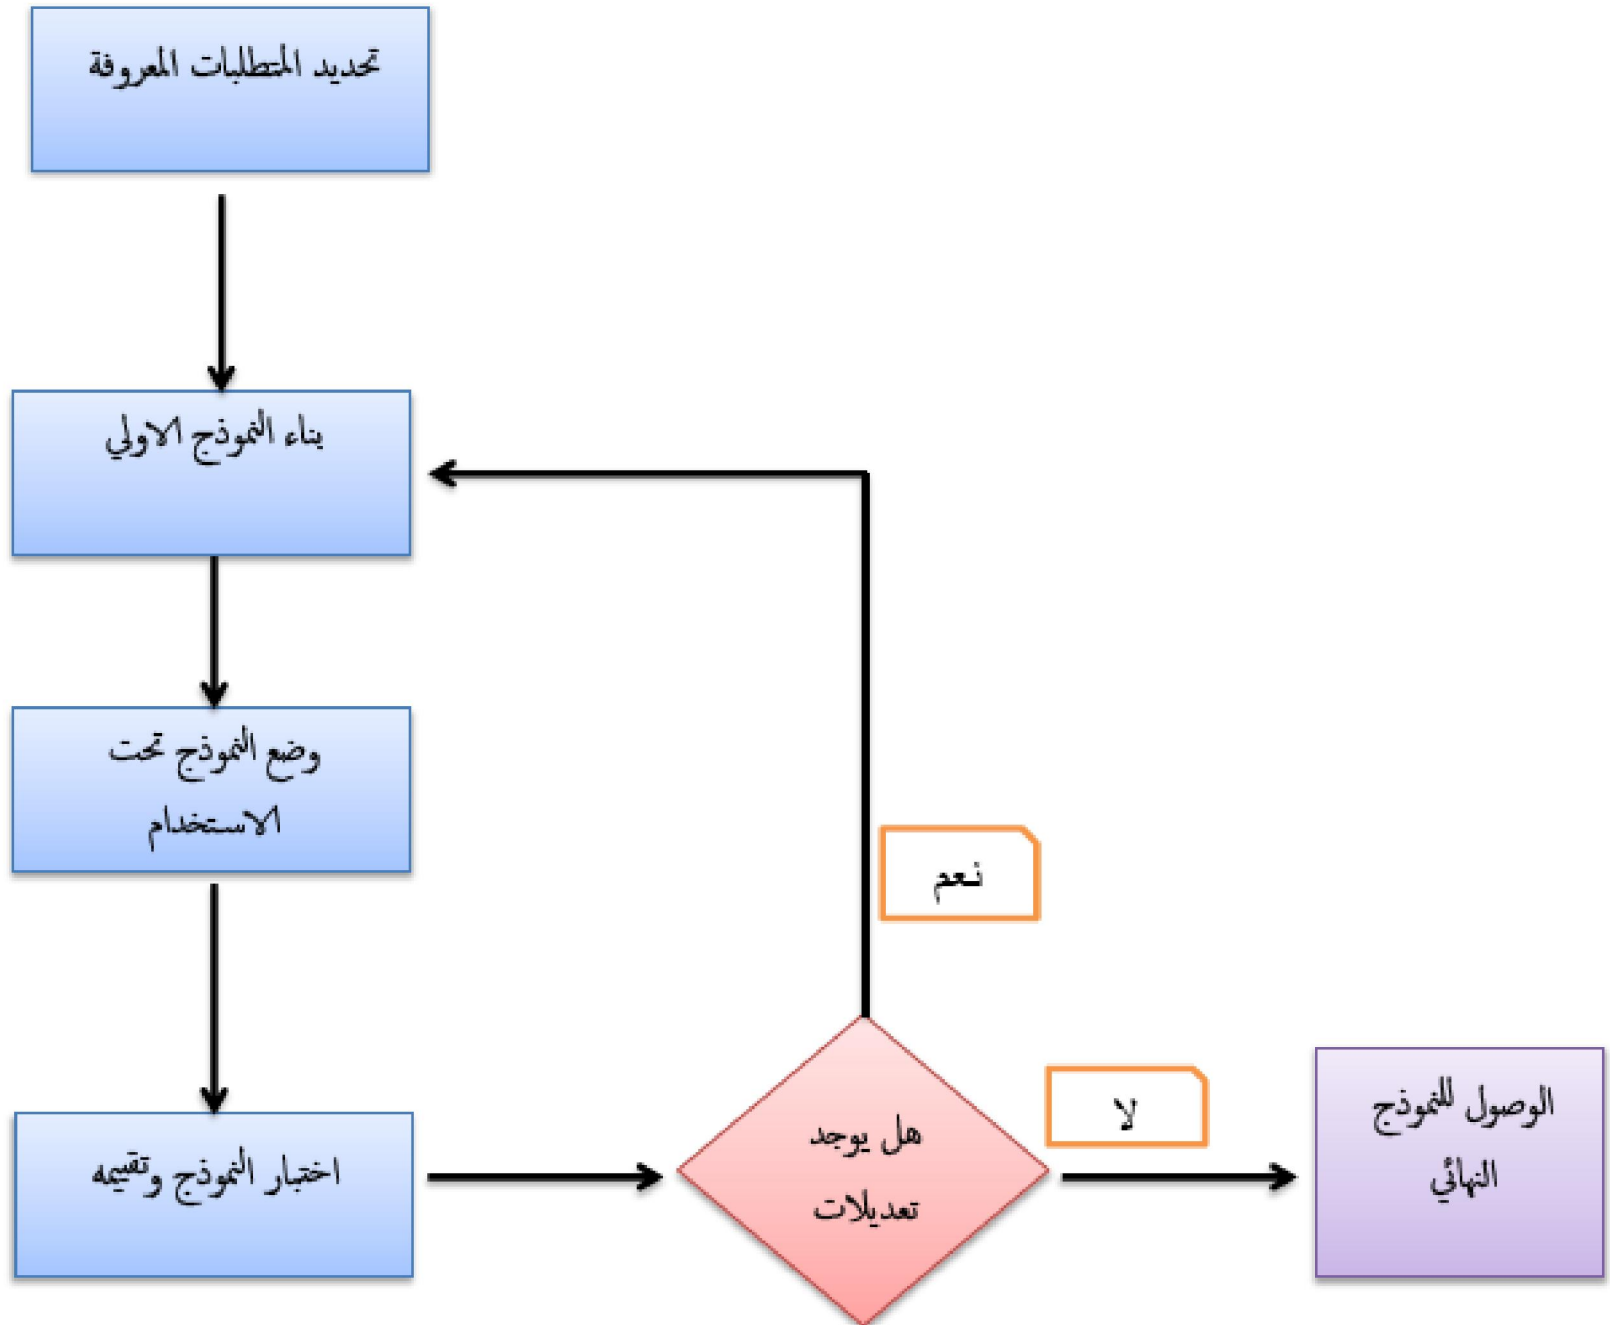 تحديد المتطلبات المعروفة
بناء النموذج الاولي
وضع النموذج تحت
الاستخدام
اختبار النموذج وتقييمه
هل يوجد
تعديلات
نعم
لا
الوصول للنموذج
النهائي